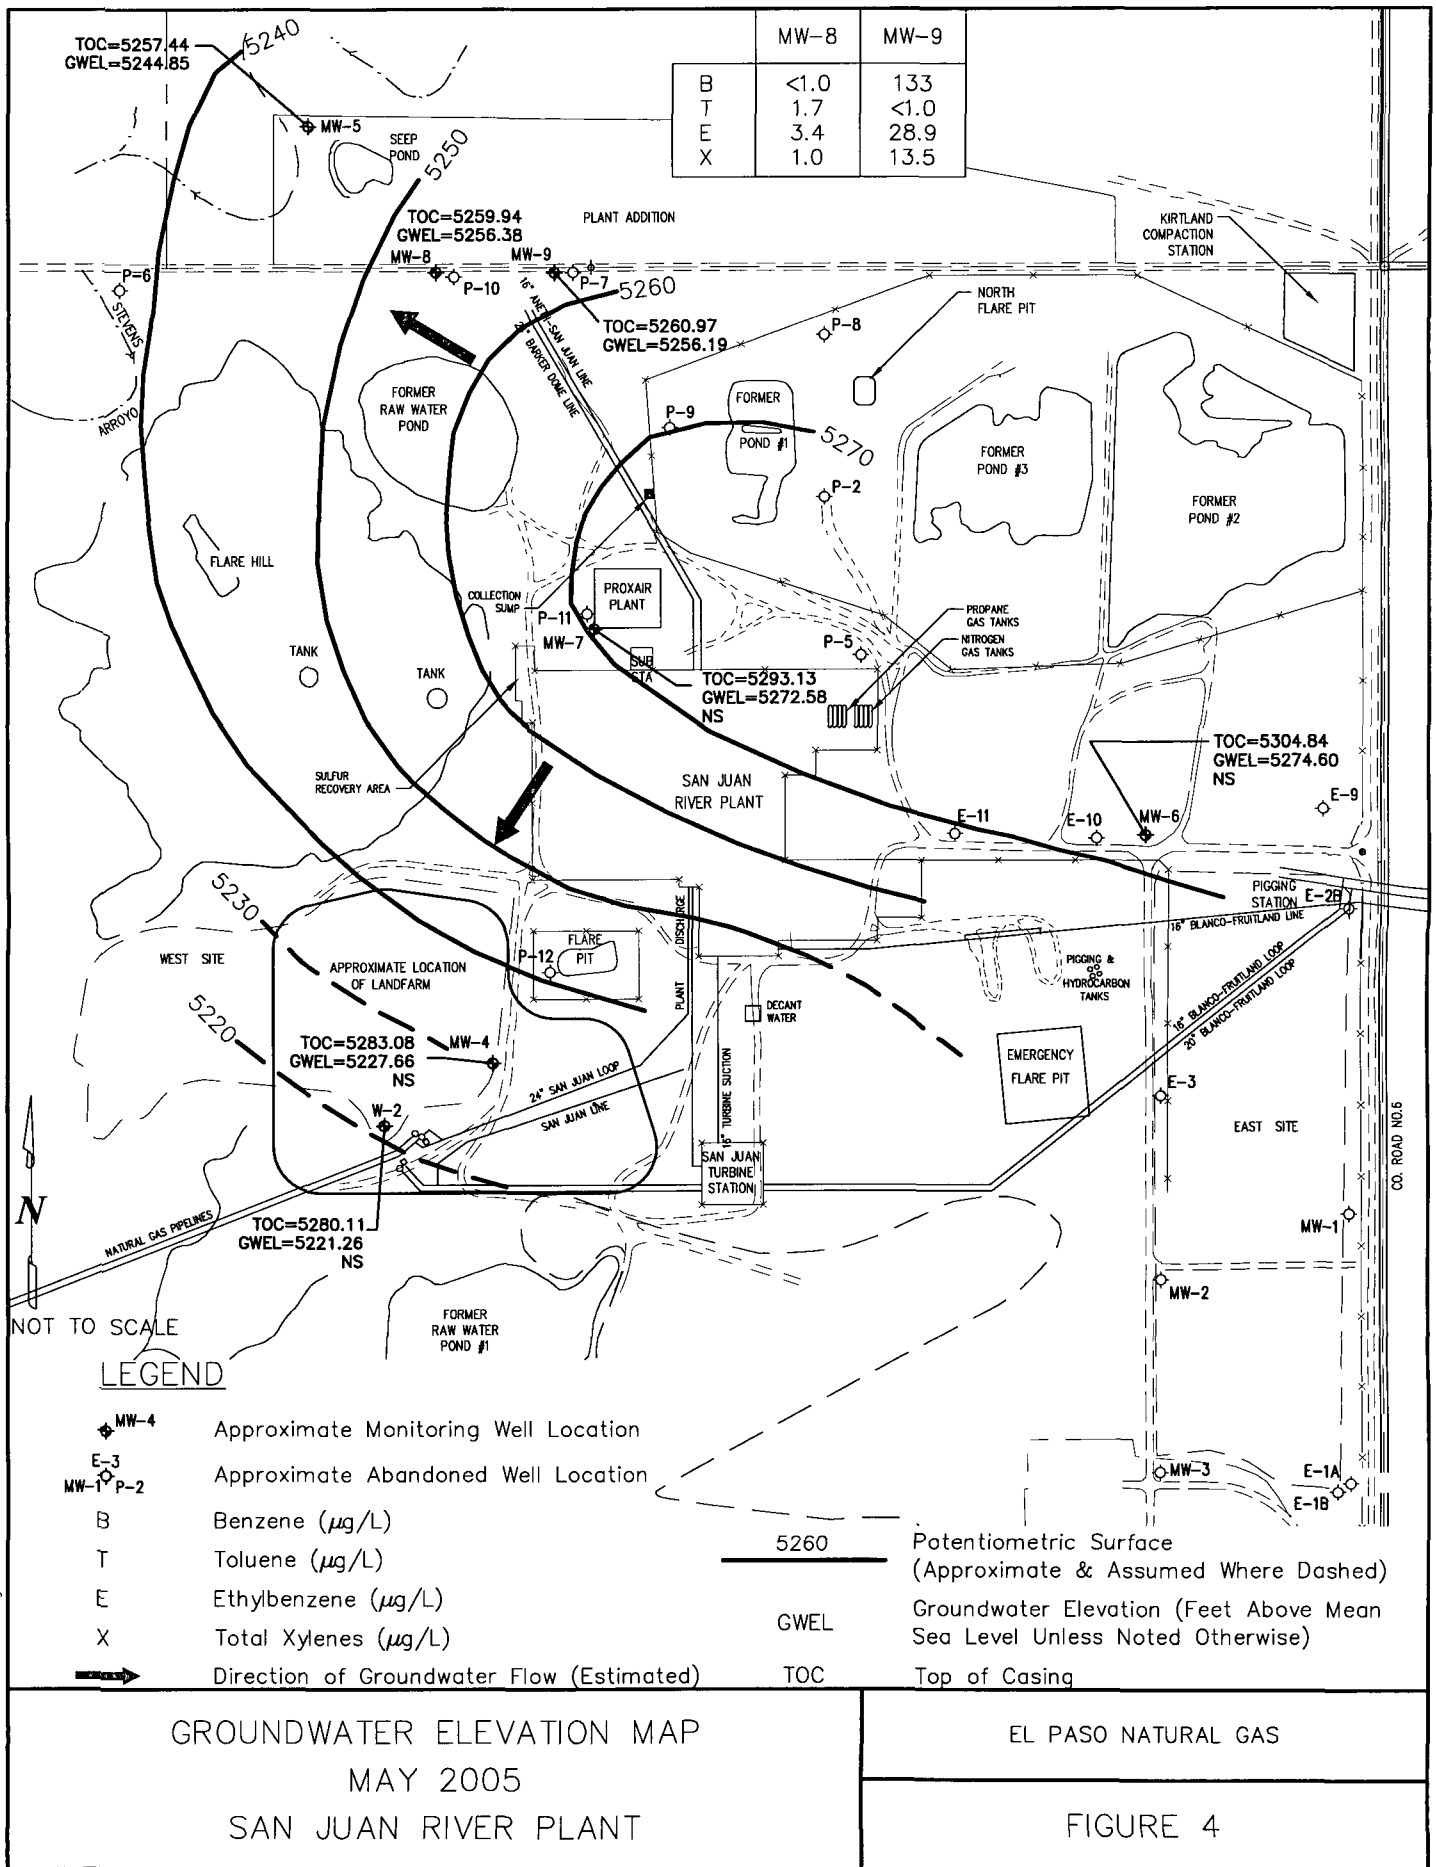 TOC=5257.44
GWEL=5244.85
5240
MW-8 MW-9
B <1.0 133
T 1.7 <1.0
E 3.4 28.9
X 1.0 13.5
MW-5
SEEP
POND
5250
TOC=5259.94
GWEL=5256.38
PLANT ADDITION
KIRTLAND
COMPACTION
STATION
MW-8
MW-9
P-6
P-10
P-7
5260
STEVENS
ARROYO
16" ANETH-SAN JUAN LINE
BARKER DOME LINE
TOC=5260.97
GWEL=5256.19
NORTH
FLARE PIT
P-8
FORMER
RAW WATER
POND
P-9
FORMER
POND #1
5270
FORMER
POND #3
P-2
FORMER
POND #2
FLARE HILL
COLLECTION
SUMP
PROXAIR
PLANT
P-11
MW-7
SUB
STA
P-5
PROPANE
GAS TANKS
NITROGEN
GAS TANKS
TANK
TANK
TOC=5293.13
GWEL=5272.58
NS
TOC=5304.84
GWEL=5274.60
NS
SULFUR
RECOVERY AREA
SAN JUAN
RIVER PLANT
E-9
E-11
E-10
MW-6
5230
PIGGING
STATION
E-2B
16" BLANCO-FRUITLAND LINE
WEST SITE
APPROXIMATE LOCATION
OF LANDFARM
P-12
FLARE
PIT
PLANT DISCHARGE
PIGGING &
HYDROCARBON
TANKS
16" BLANCO-FRUITLAND LOOP
20" BLANCO-FRUITLAND LOOP
5220
DECANT
WATER
TOC=5283.08
GWEL=5227.66
NS
MW-4
EMERGENCY
FLARE PIT
24" SAN JUAN LOOP
SAN JUAN LINE
16" TURBINE SUCTION
E-3
W-2
EAST SITE
CO. ROAD NO.6
SAN JUAN
TURBINE
STATION
N
NATURAL GAS PIPELINES
TOC=5280.11
GWEL=5221.26
NS
MW-1
MW-2
NOT TO SCALE
FORMER
RAW WATER
POND #1
LEGEND
MW-4 Approximate Monitoring Well Location
E-3
MW-1 P-2 Approximate Abandoned Well Location
MW-3
E-1A
E-1B
B Benzene (µg/L)
T Toluene (µg/L)
E Ethylbenzene (µg/L)
X Total Xylenes (µg/L)
Direction of Groundwater Flow (Estimated)
5260 Potentiometric Surface
(Approximate & Assumed Where Dashed)
GWEL Groundwater Elevation (Feet Above Mean
Sea Level Unless Noted Otherwise)
TOC Top of Casing
GROUNDWATER ELEVATION MAP
MAY 2005
SAN JUAN RIVER PLANT
EL PASO NATURAL GAS
FIGURE 4